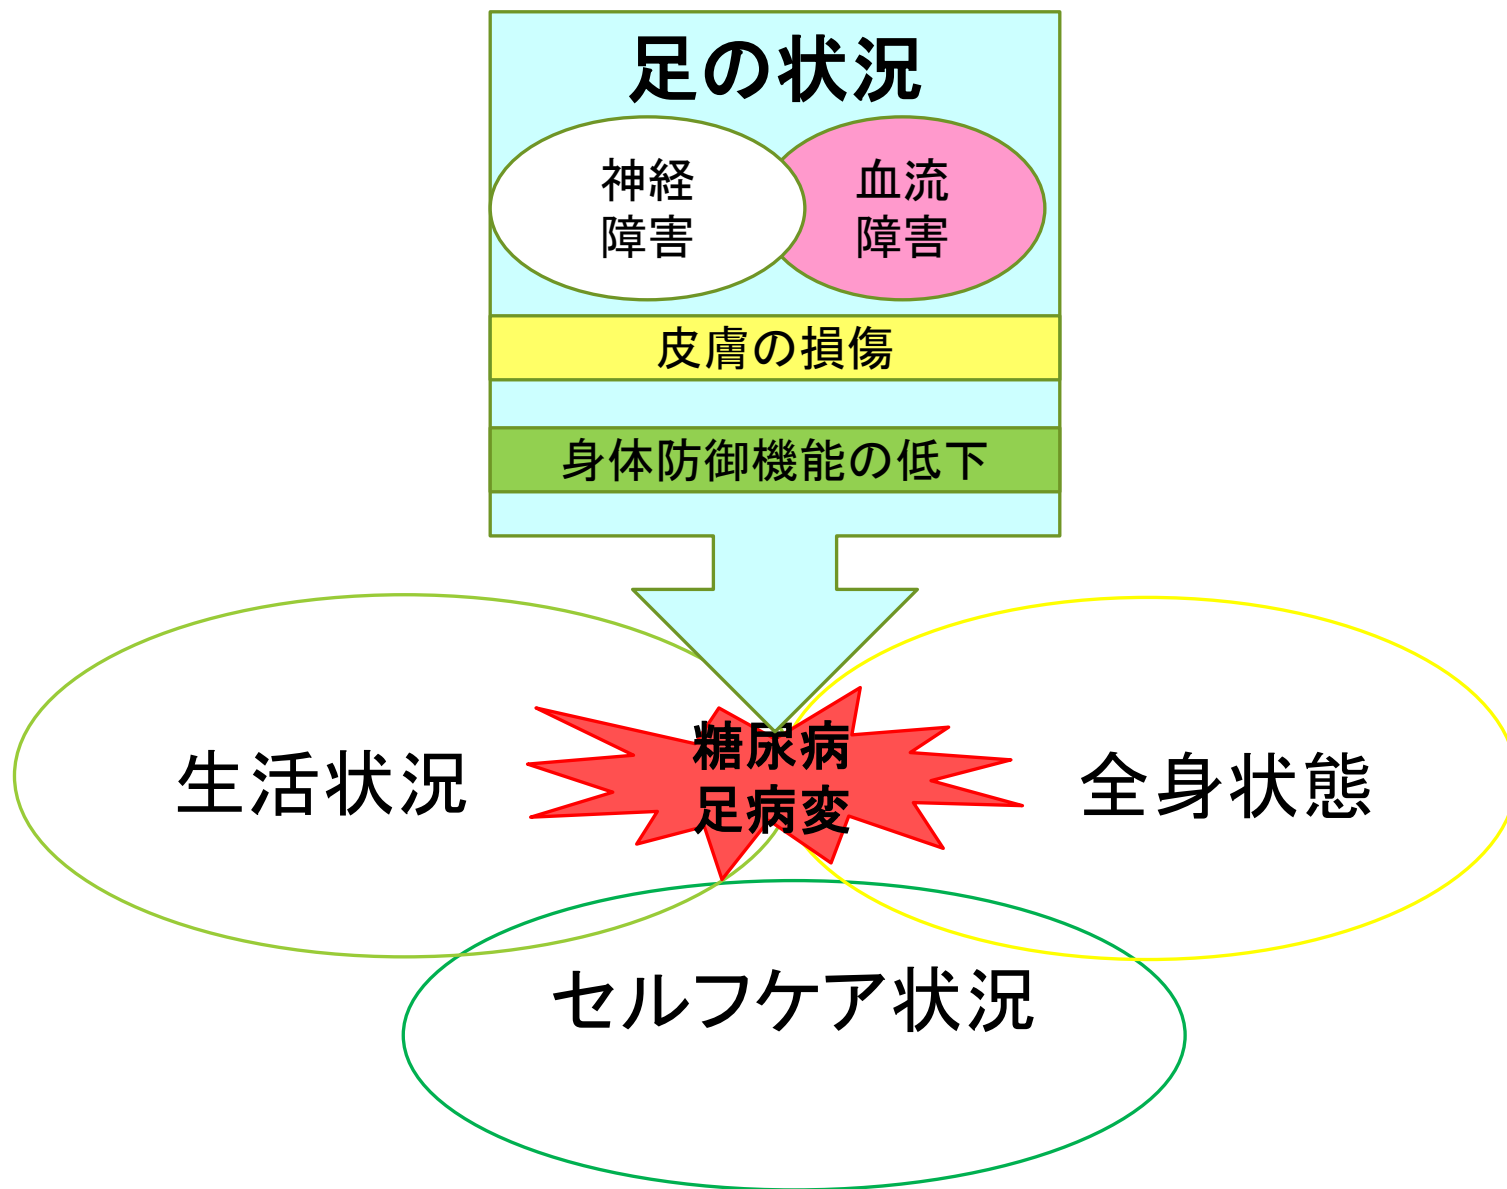 足の状況
神経
障害
血流
障害
皮膚の損傷
身体防御機能の低下
糖尿病
足病変
生活状況
全身状態
セルフケア状況